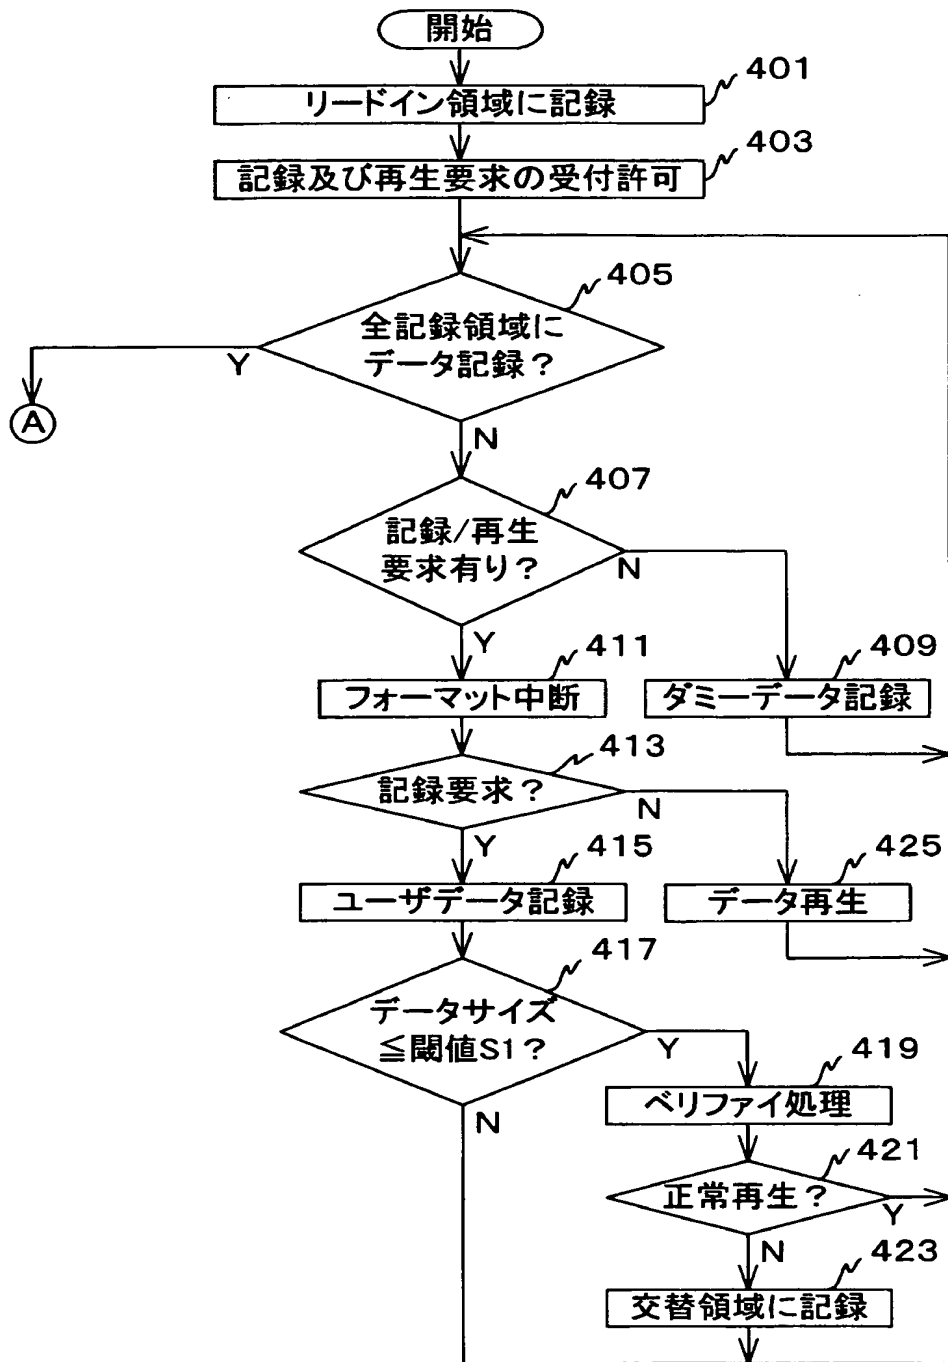 開始
401
リードイン領域に記録
403
記録及び再生要求の受付許可
405
全記録領域に
データ記録？
Y
A
N
407
記録/再生
要求有り？
N
Y
411
フォーマット中断
409
ダミーデータ記録
413
記録要求？
N
Y
415
ユーザデータ記録
425
データ再生
417
データサイズ
≦閾値S1？
Y
N
419
ベリファイ処理
421
正常再生？
Y
N
423
交替領域に記録